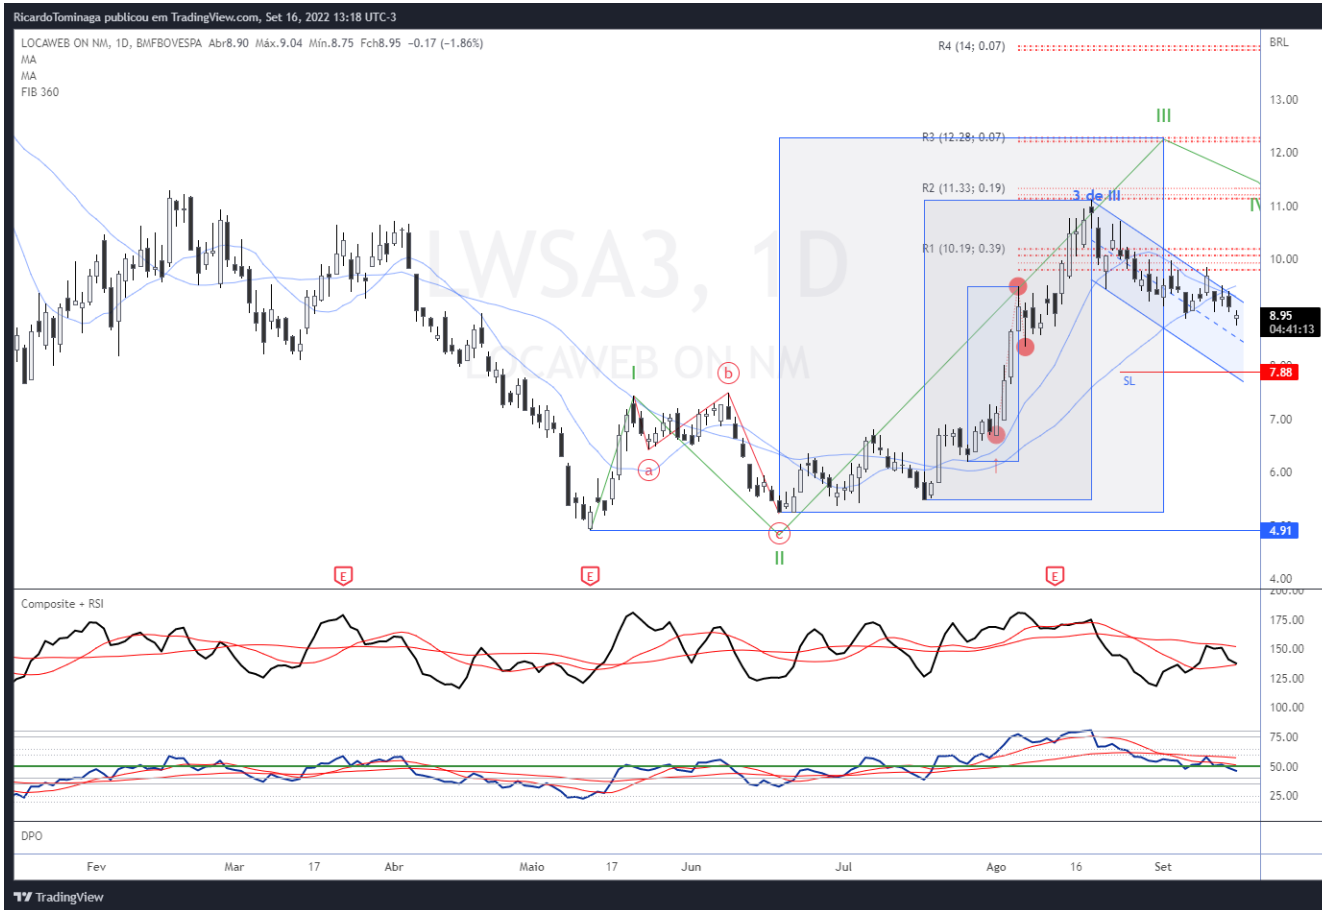 RicardoTominaga publicou em TradingView.com, Set 16, 2022 13:18 UTC-3
LOCAWEB ON NM, 1D, BMFBOVESPA Abr8.90 Máx.9.04 Mín.8.75 Fch8.95 −0.17 (−1.86%)
MA
MA
FIB 360
BRL
R4 (14; 0.07)
13.00
III
R3 (12.28; 0.07)
12.00
R2 (11.33; 0.19)
3 de III
11.00
IV
LWSA3, 1D
LOCAWEB ON NM
R1 (10.19; 0.39)
10.00
8.95
04:41:13
7.88
SL
I
b
7.00
a
6.00
c
4.91
II
E
E
E
4.00
Composite + RSI
200.00
175.00
150.00
125.00
100.00
75.00
50.00
25.00
DPO
Fev Mar 17 Abr Maio 17 Jun Jul Ago 16 Set
TradingView